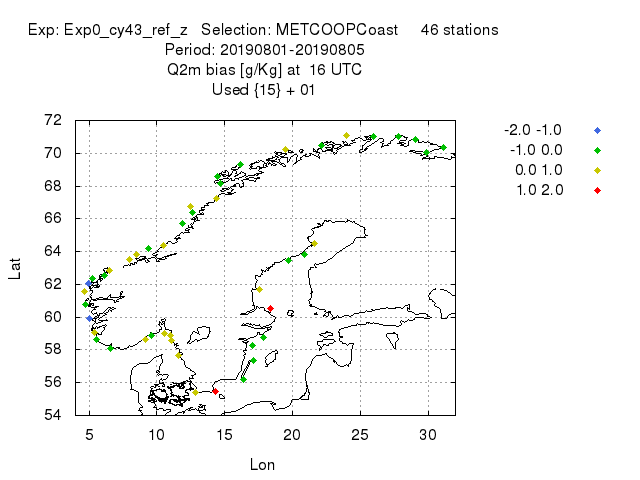 Exp: Exp0_cy43_ref_z Selection: METCOOPCoast 46 stations
Period: 20190801-20190805
Q2m bias [g/Kg] at 16 UTC
Used {15} + 01
72
70
68
66
64
62
60
58
56
54
Lat
5 10 15 20 25 30
Lon
-2.0 -1.0
-1.0 0.0
0.0 1.0
1.0 2.0